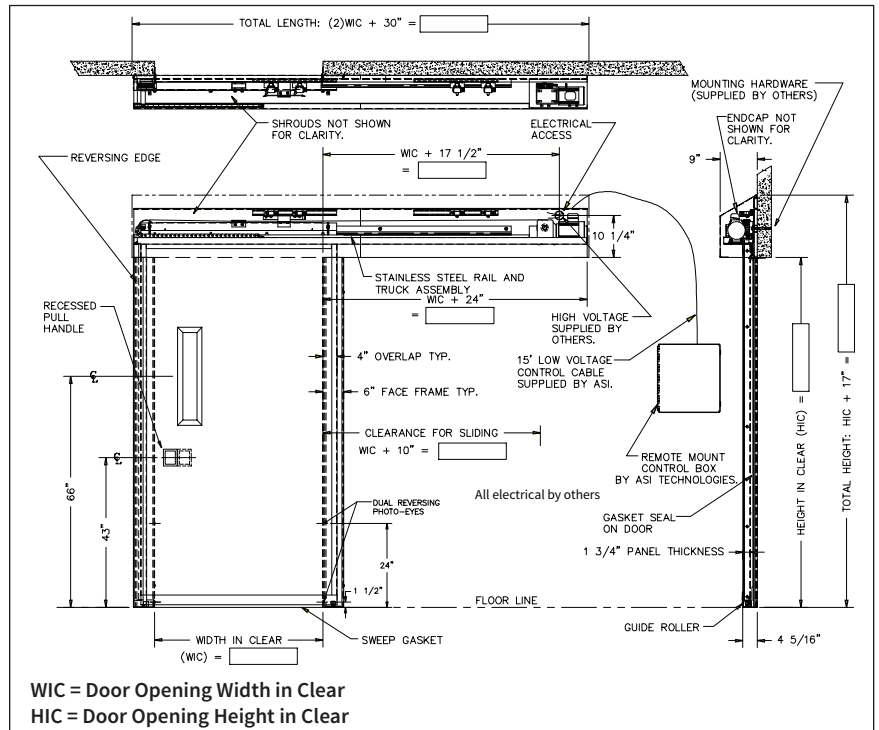 TOTAL LENGTH: (2)WIC + 30" =
MOUNTING HARDWARE
(SUPPLIED BY OTHERS)
SHROUDS NOT SHOWN
FOR CLARITY.
ELECTRICAL
ACCESS
ENDCAP NOT
SHOWN FOR
CLARITY.
REVERSING EDGE
WIC + 17 1/2"
=
9"
10 1/4"
STAINLESS STEEL RAIL AND
TRUCK ASSEMBLY
WIC + 24"
=
RECESSED
PULL
HANDLE
HIGH VOLTAGE
SUPPLIED BY
OTHERS.
4" OVERLAP TYP.
15' LOW VOLTAGE
CONTROL CABLE
SUPPLIED BY ASI.
6" FACE FRAME TYP.
CLEARANCE FOR SLIDING
WIC + 10" =
REMOTE MOUNT
CONTROL BOX
BY ASI TECHNOLOGIES.
HEIGHT IN CLEAR (HIC) =
TOTAL HEIGHT: HIC + 17" =
66"
43"
All electrical by others
DUAL REVERSING
PHOTO-EYES
GASKET SEAL
ON DOOR
1 3/4" PANEL THICKNESS
24"
1 1/2"
FLOOR LINE
GUIDE ROLLER
4 5/16"
WIDTH IN CLEAR
(WIC) =
SWEEP GASKET
WIC = Door Opening Width in Clear
HIC = Door Opening Height in Clear